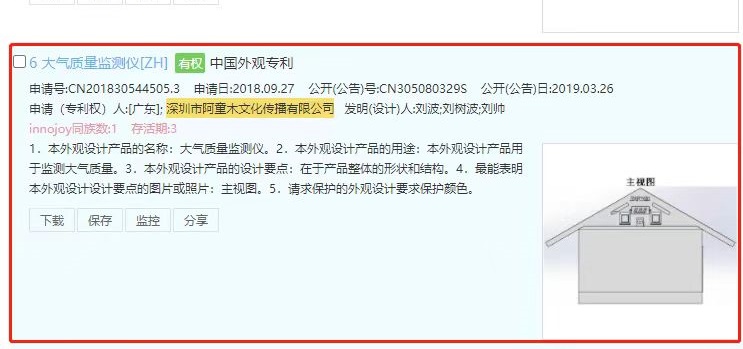 6 大气质量监测仪[ZH] 有权 中国外观专利
申请号:CN201830544505.3 申请日:2018.09.27 公开(公告)号:CN305080329S 公开(公告)日:2019.03.26
申请（专利权）人:[广东]; 深圳市阿童木文化传播有限公司 发明(设计)人:刘波;刘树波;刘帅
innojoy同族数:1 存活期:3
1．本外观设计产品的名称：大气质量监测仪。2．本外观设计产品的用途：本外观设计产品用
于监测大气质量。3．本外观设计产品的设计要点：在于产品整体的形状和结构。4．最能表明
本外观设计设计要点的图片或照片：主视图。5．请求保护的外观设计要求保护颜色。
主视图
下载 保存 监控 分享